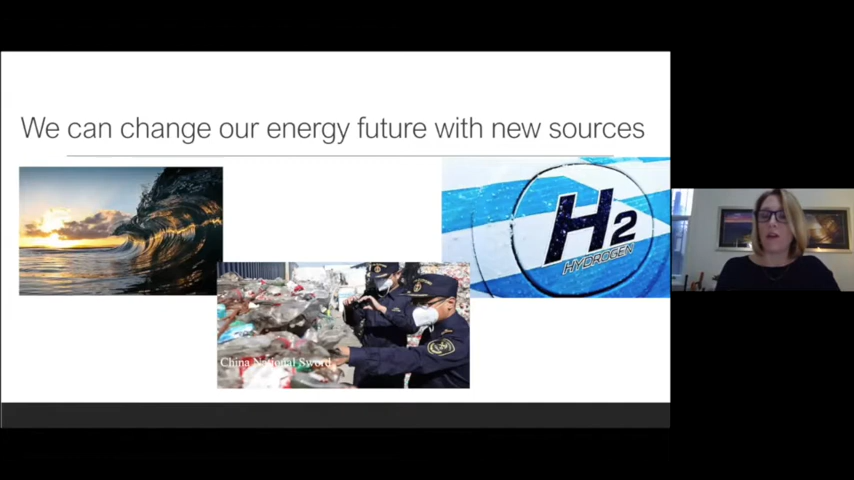 We can change our energy future with new sources
H2
HYDROGEN
China National Sword